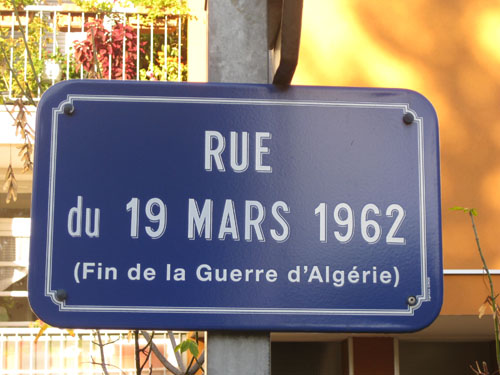 RUE
du 19 MARS 1962
(Fin de la Guerre d'Algérie)